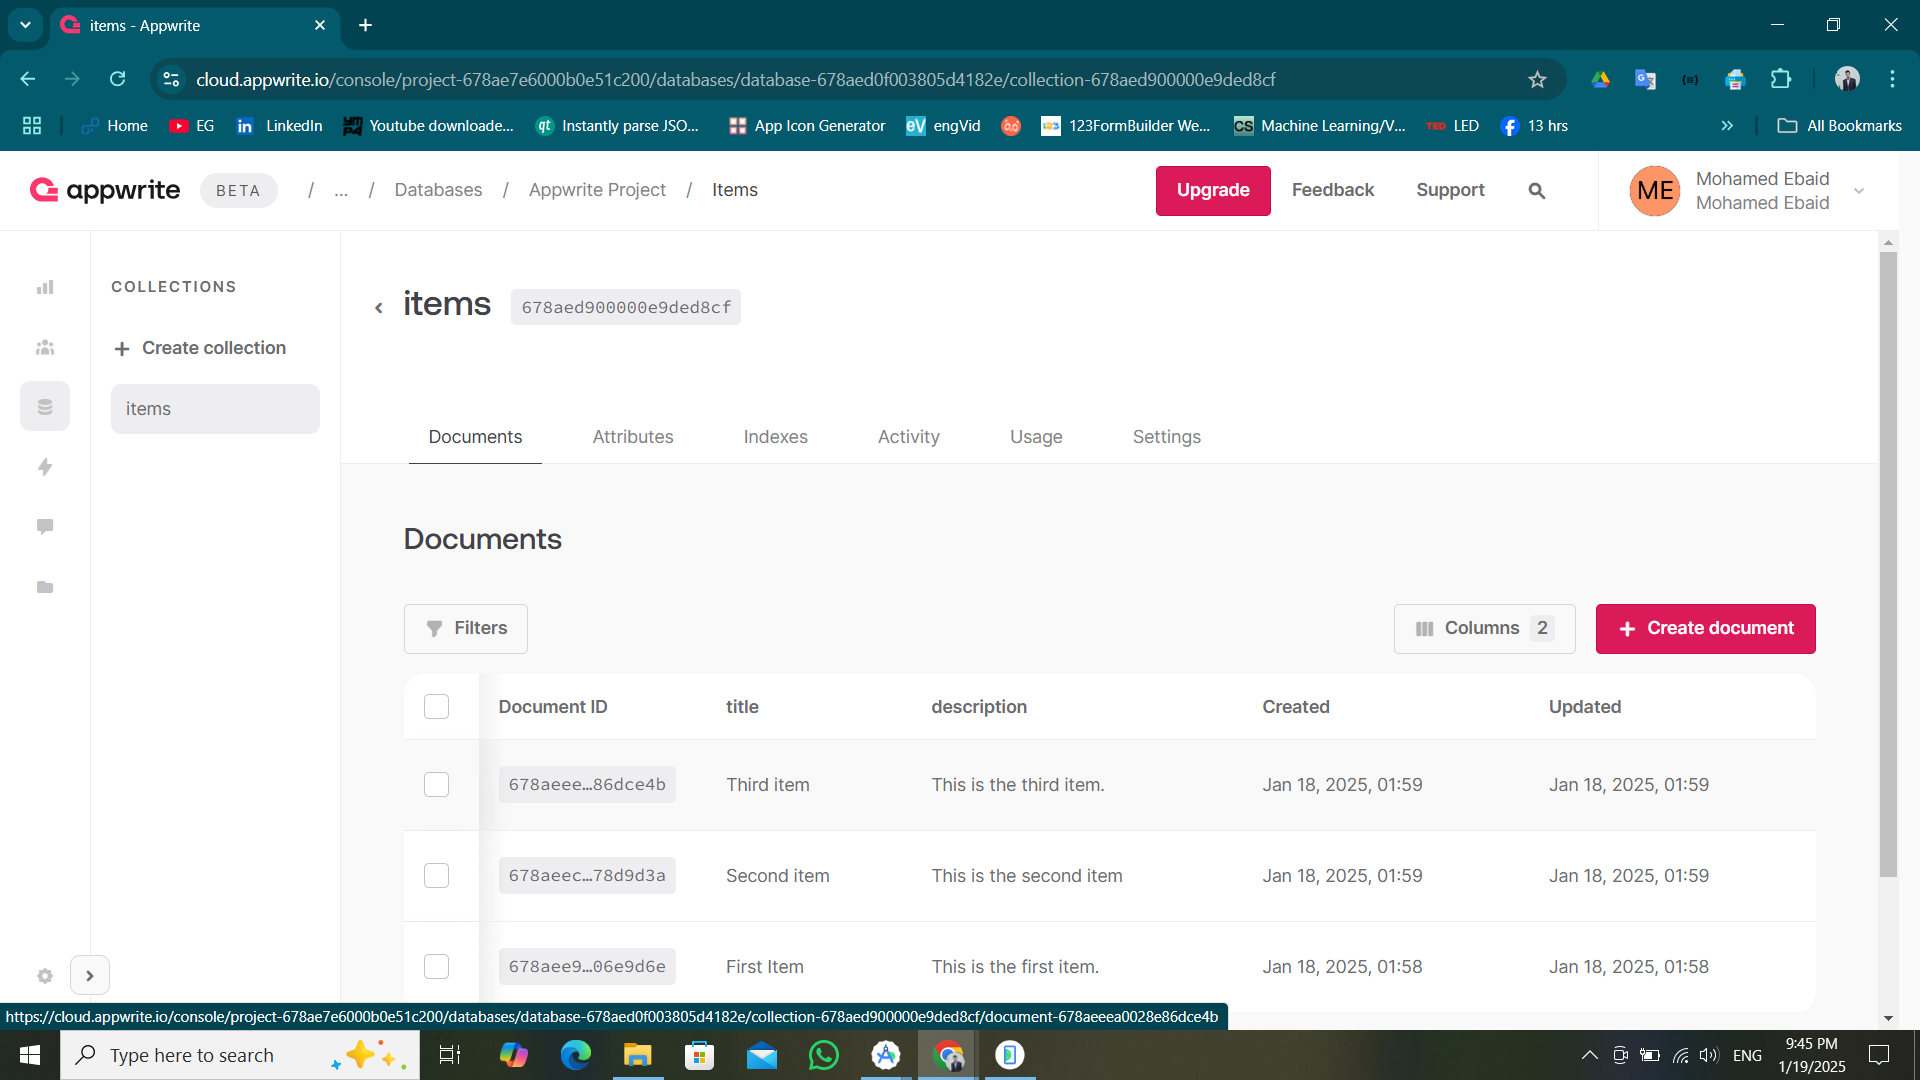 items - Appwrite
cloud.appwrite.io/console/project-678ae7e6000b0e51c200/databases/database-678aed0f003805d4182e/collection-678aed900000e9ded8cf
Home EG LinkedIn Youtube downloade... Instantly parse JSO... App Icon Generator engVid 123FormBuilder We... Machine Learning/V... LED 13 hrs All Bookmarks
appwrite BETA / ... / Databases / Appwrite Project / Items Upgrade Feedback Support ME Mohamed Ebaid
Mohamed Ebaid
COLLECTIONS
Create collection
items
items 678aed900000e9ded8cf
Documents Attributes Indexes Activity Usage Settings
Documents
Filters Columns 2 Create document
Document ID title description Created Updated
678aeee…86dce4b Third item This is the third item. Jan 18, 2025, 01:59 Jan 18, 2025, 01:59
678aeec…78d9d3a Second item This is the second item Jan 18, 2025, 01:59 Jan 18, 2025, 01:59
678aee9…06e9d6e First Item This is the first item. Jan 18, 2025, 01:58 Jan 18, 2025, 01:58
https://cloud.appwrite.io/console/project-678ae7e6000b0e51c200/databases/database-678aed0f003805d4182e/collection-678aed900000e9ded8cf/document-678aeeea0028e86dce4b
Type here to search ENG 9:45 PM
1/19/2025